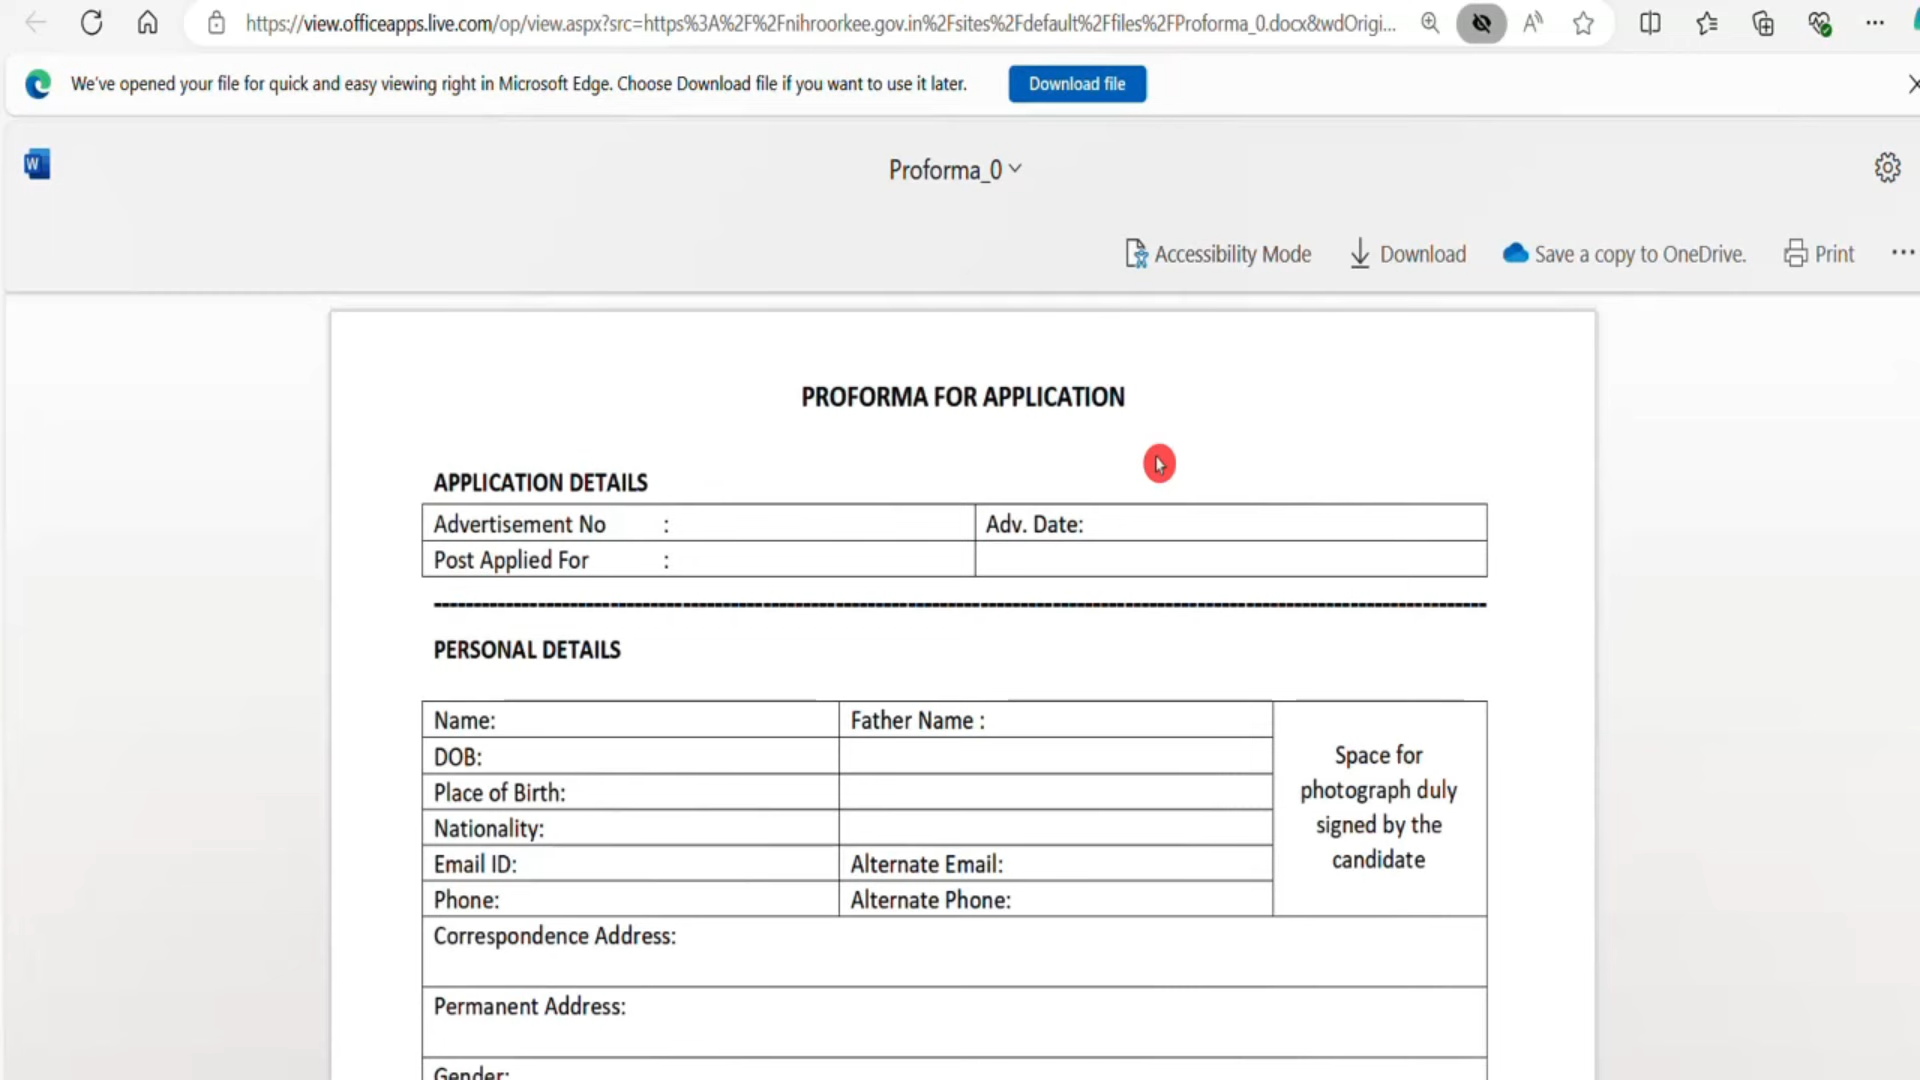 https://view.officeapps.live.com/op/view.aspx?src=https%3A%2F%2Fnihroorkee.gov.in%2Fsites%2Fdefault%2Ffiles%2FProforma_0.docx&wdOrigi...
We've opened your file for quick and easy viewing right in Microsoft Edge. Choose Download file if you want to use it later.
Download file
W
Proforma_0
Accessibility Mode
Download
Save a copy to OneDrive.
Print
PROFORMA FOR APPLICATION
APPLICATION DETAILS
Advertisement No : Adv. Date:
Post Applied For :
PERSONAL DETAILS
Name: Father Name :
DOB:
Place of Birth:
Nationality:
Email ID: Alternate Email:
Phone: Alternate Phone:
Space for
photograph duly
signed by the
candidate
Correspondence Address:
Permanent Address:
Gender: